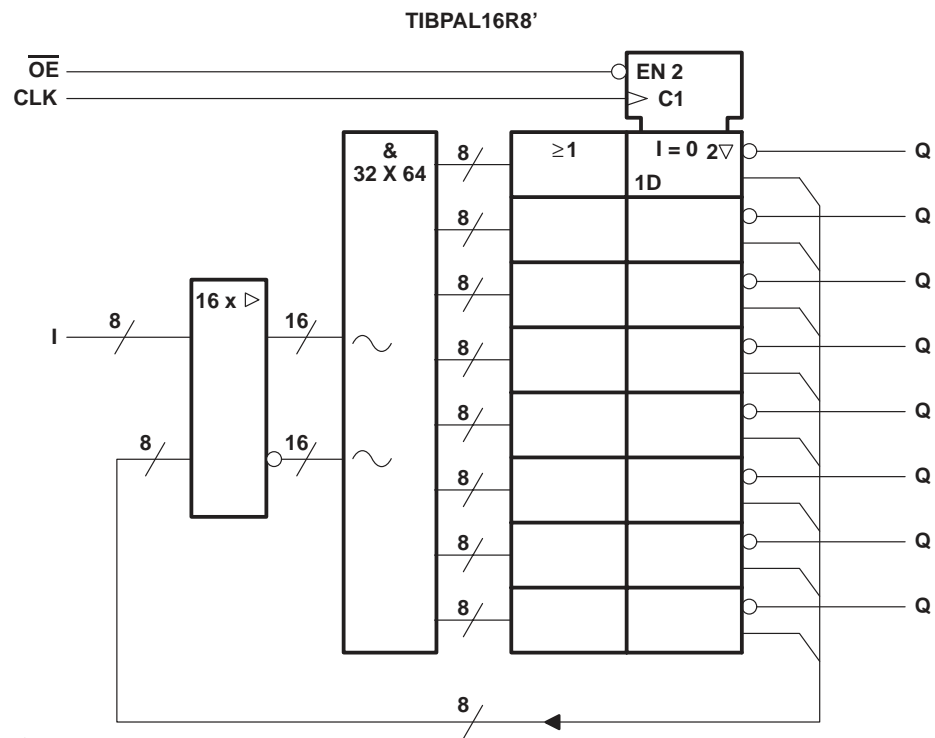 TIBPAL16R8’
OE
EN 2
CLK
C1
&
32 X 64
8
≥1
I = 0 2▽
Q
1D
8
Q
8
Q
16 x ▷
I
8
16
8
Q
8
Q
8
16
8
Q
8
Q
8
Q
8